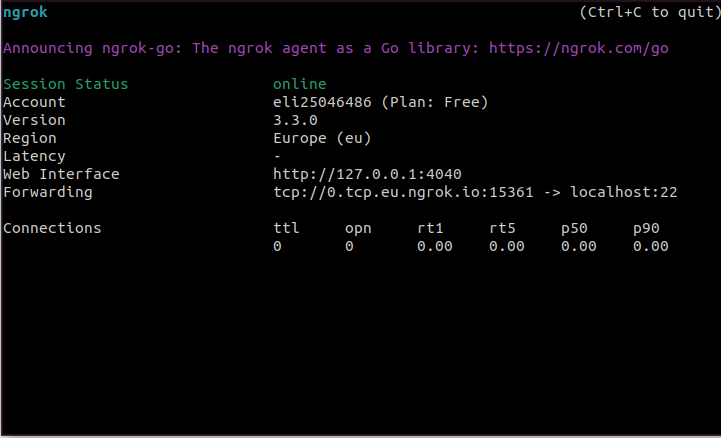 ngrok (Ctrl+C to quit)
Announcing ngrok-go: The ngrok agent as a Go library: https://ngrok.com/go
Session Status online
Account eli25046486 (Plan: Free)
Version 3.3.0
Region Europe (eu)
Latency -
Web Interface http://127.0.0.1:4040
Forwarding tcp://0.tcp.eu.ngrok.io:15361 -> localhost:22
Connections ttl opn rt1 rt5 p50 p90
0 0 0.00 0.00 0.00 0.00